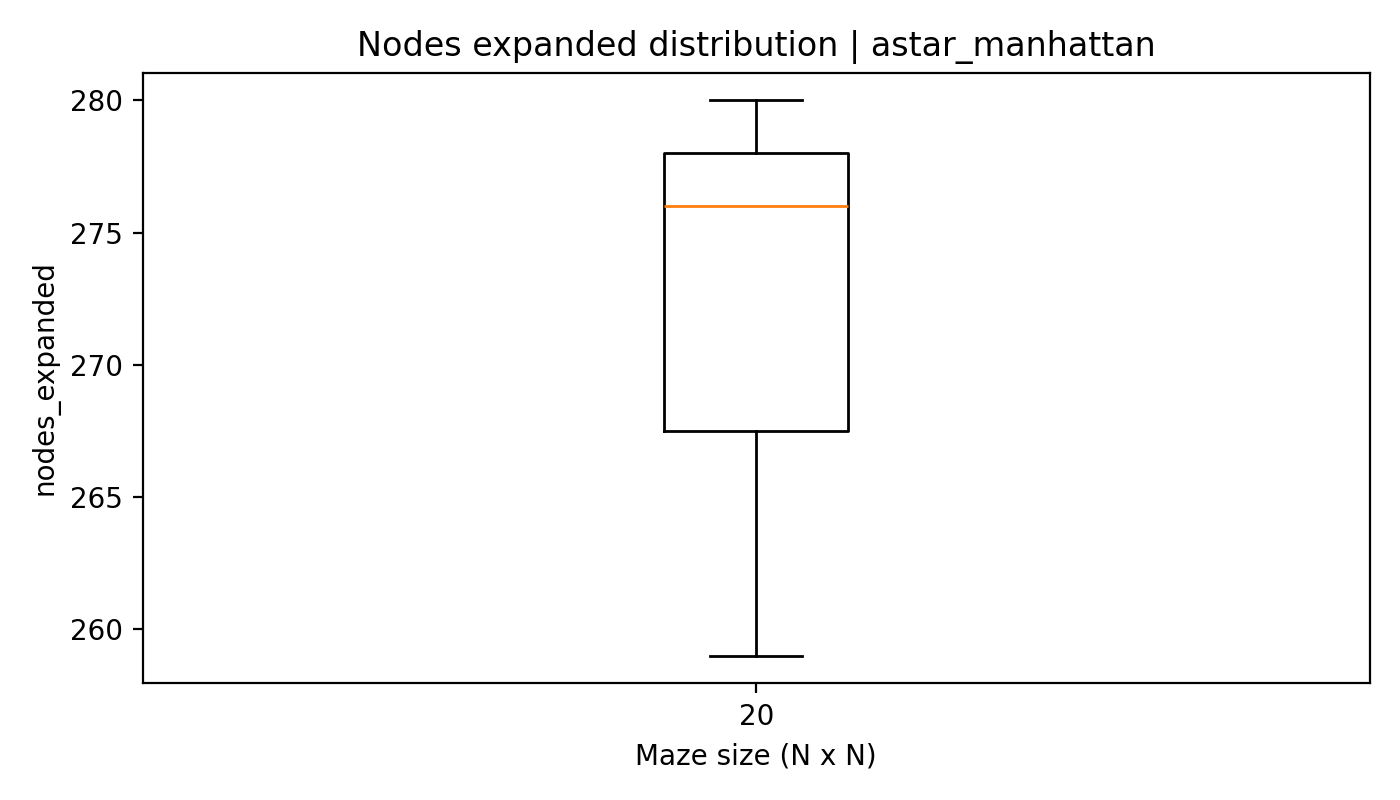 Nodes expanded distribution | astar_manhattan
280
275
270
265
260
nodes_expanded
20
Maze size (N x N)